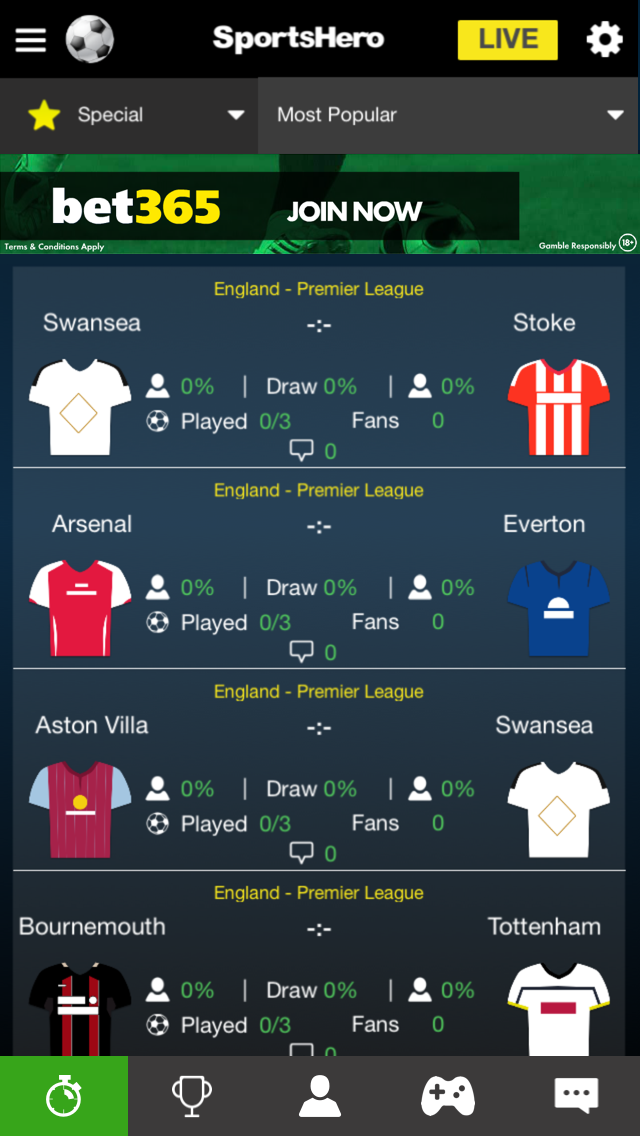 SportsHero LIVE
Special Most Popular
bet365 JOIN NOW
Terms & Conditions Apply Gamble Responsibly 18+
England - Premier League
Swansea -:- Stoke
0% | Draw 0% | 0%
Played 0/3 Fans 0
0
England - Premier League
Arsenal -:- Everton
0% | Draw 0% | 0%
Played 0/3 Fans 0
0
England - Premier League
Aston Villa -:- Swansea
0% | Draw 0% | 0%
Played 0/3 Fans 0
0
England - Premier League
Bournemouth -:- Tottenham
0% | Draw 0% | 0%
Played 0/3 Fans 0
0